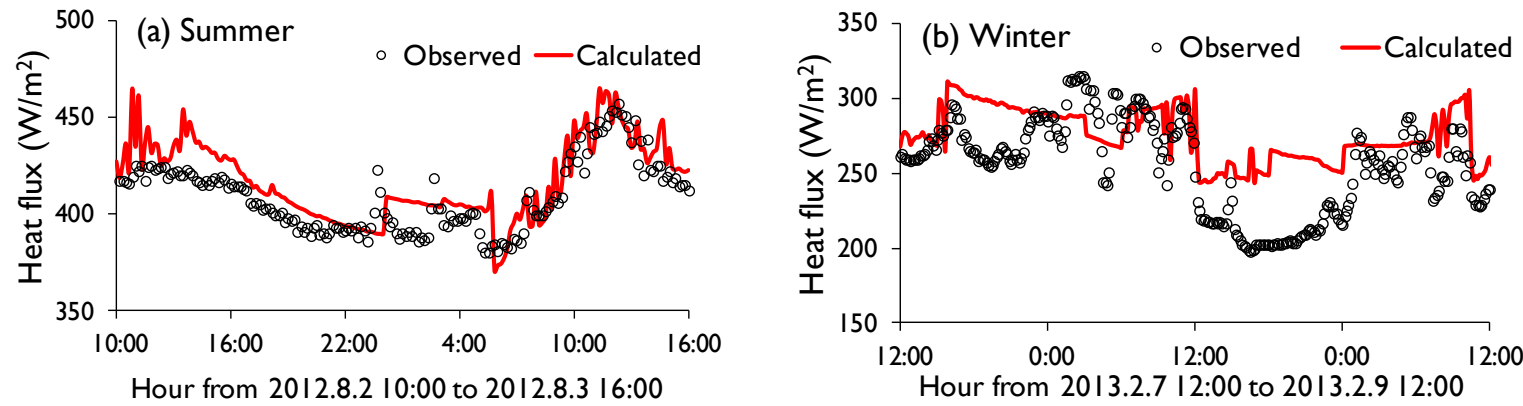 (a) Summer
Observed Calculated
Heat flux (W/m²)
500
450
400
350
10:00 16:00 22:00 4:00 10:00 16:00
Hour from 2012.8.2 10:00 to 2012.8.3 16:00
(b) Winter
Observed Calculated
Heat flux (W/m²)
350
300
250
200
150
12:00 0:00 12:00 0:00 12:00
Hour from 2013.2.7 12:00 to 2013.2.9 12:00